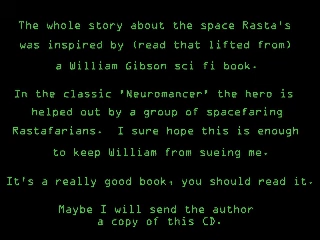 The whole story about the space Rasta's
was inspired by (read that lifted from)
a William Gibson sci fi book.
In the classic 'Neuromancer' the hero is
helped out by a group of spacefaring
Rastafarians. I sure hope this is enough
to keep William from sueing me.
It's a really good book, you should read it.
Maybe I will send the author
a copy of this CD.